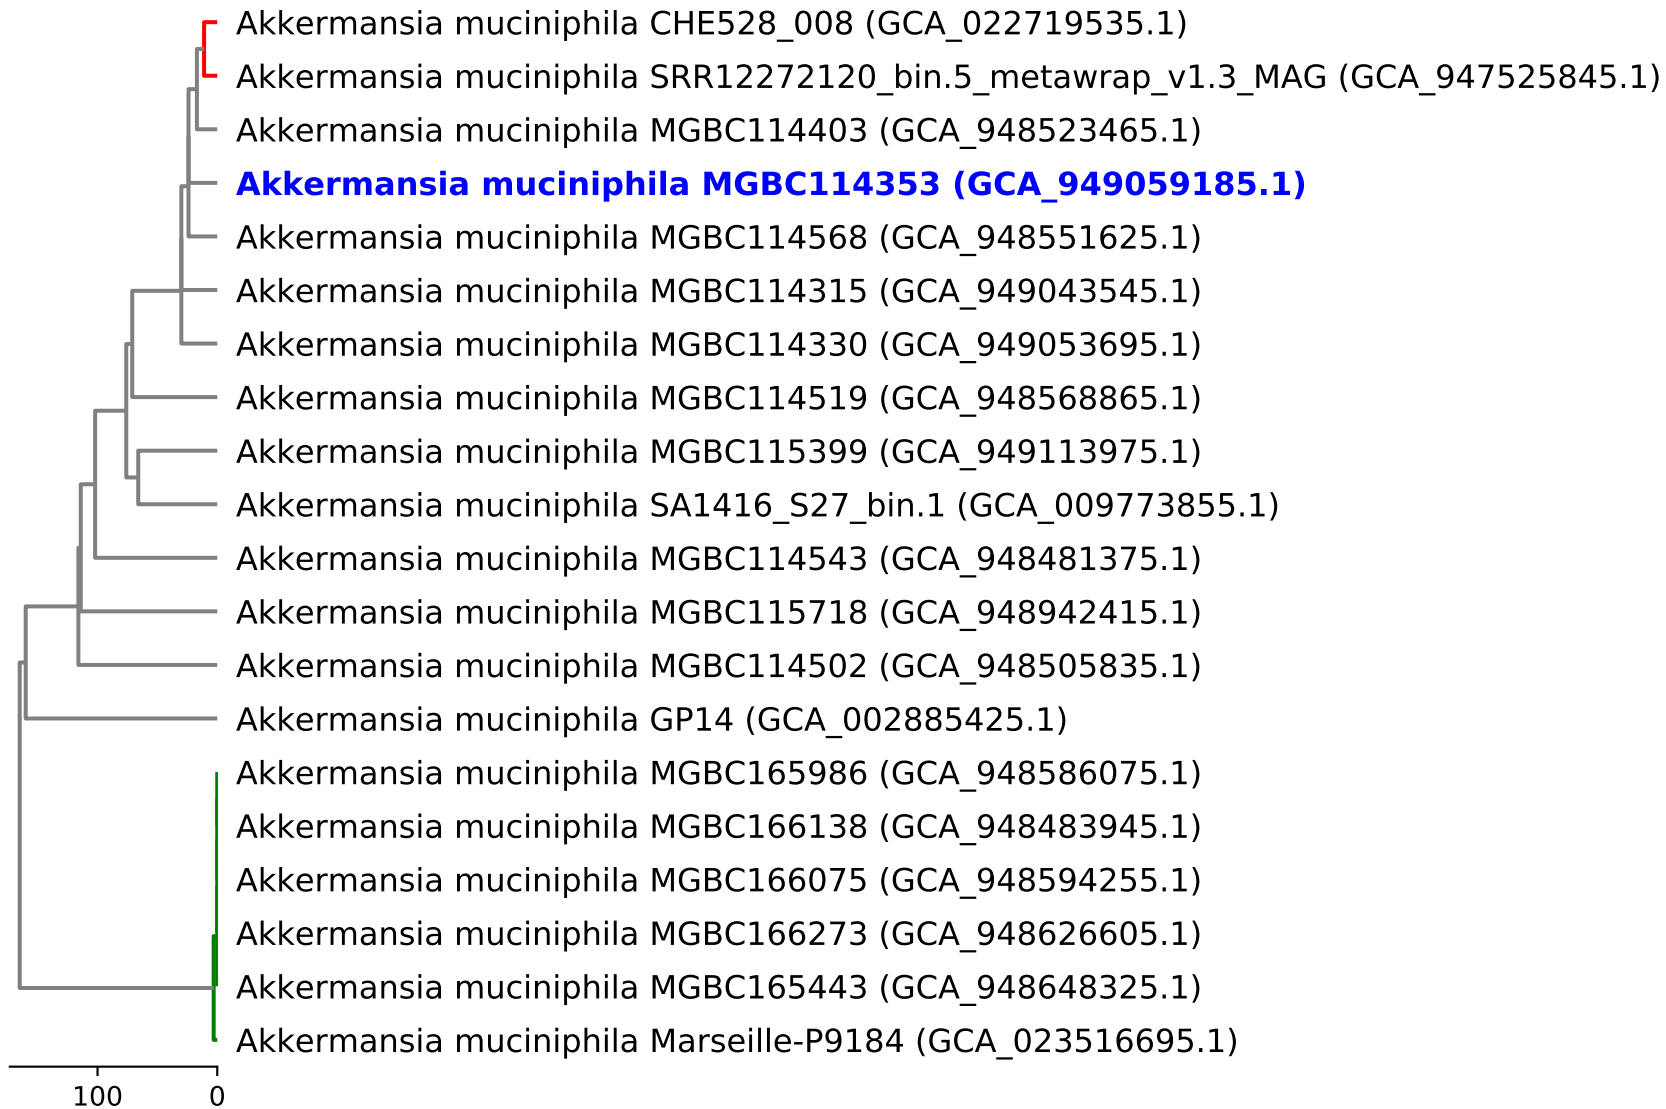 Akkermansia muciniphila CHE528_008 (GCA_022719535.1)
Akkermansia muciniphila SRR12272120_bin.5_metawrap_v1.3_MAG (GCA_947525845.1)
Akkermansia muciniphila MGBC114403 (GCA_948523465.1)
Akkermansia muciniphila MGBC114353 (GCA_949059185.1)
Akkermansia muciniphila MGBC114568 (GCA_948551625.1)
Akkermansia muciniphila MGBC114315 (GCA_949043545.1)
Akkermansia muciniphila MGBC114330 (GCA_949053695.1)
Akkermansia muciniphila MGBC114519 (GCA_948568865.1)
Akkermansia muciniphila MGBC115399 (GCA_949113975.1)
Akkermansia muciniphila SA1416_S27_bin.1 (GCA_009773855.1)
Akkermansia muciniphila MGBC114543 (GCA_948481375.1)
Akkermansia muciniphila MGBC115718 (GCA_948942415.1)
Akkermansia muciniphila MGBC114502 (GCA_948505835.1)
Akkermansia muciniphila GP14 (GCA_002885425.1)
Akkermansia muciniphila MGBC165986 (GCA_948586075.1)
Akkermansia muciniphila MGBC166138 (GCA_948483945.1)
Akkermansia muciniphila MGBC166075 (GCA_948594255.1)
Akkermansia muciniphila MGBC166273 (GCA_948626605.1)
Akkermansia muciniphila MGBC165443 (GCA_948648325.1)
Akkermansia muciniphila Marseille-P9184 (GCA_023516695.1)
100 0